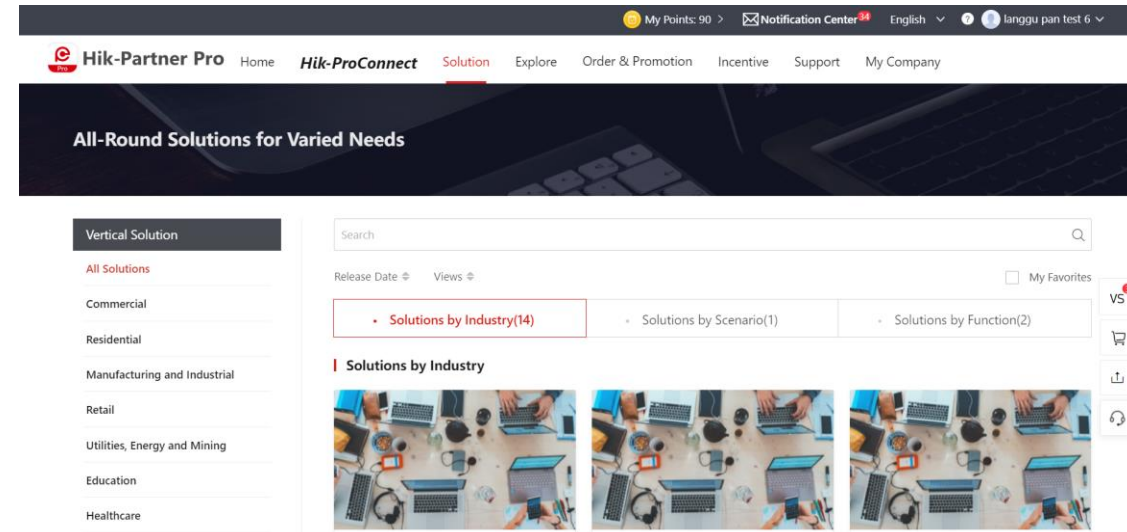 My Points: 90 > Notification Center 34 English ? langgu pan test 6
Hik-Partner Pro Home Hik-ProConnect Solution Explore Order & Promotion Incentive Support My Company
Pro
All-Round Solutions for Varied Needs
Vertical Solution
All Solutions
Commercial
Residential
Manufacturing and Industrial
Retail
Utilities, Energy and Mining
Education
Healthcare
Search
Release Date Views My Favorites
Solutions by Industry(14) Solutions by Scenario(1) Solutions by Function(2)
Solutions by Industry
VS